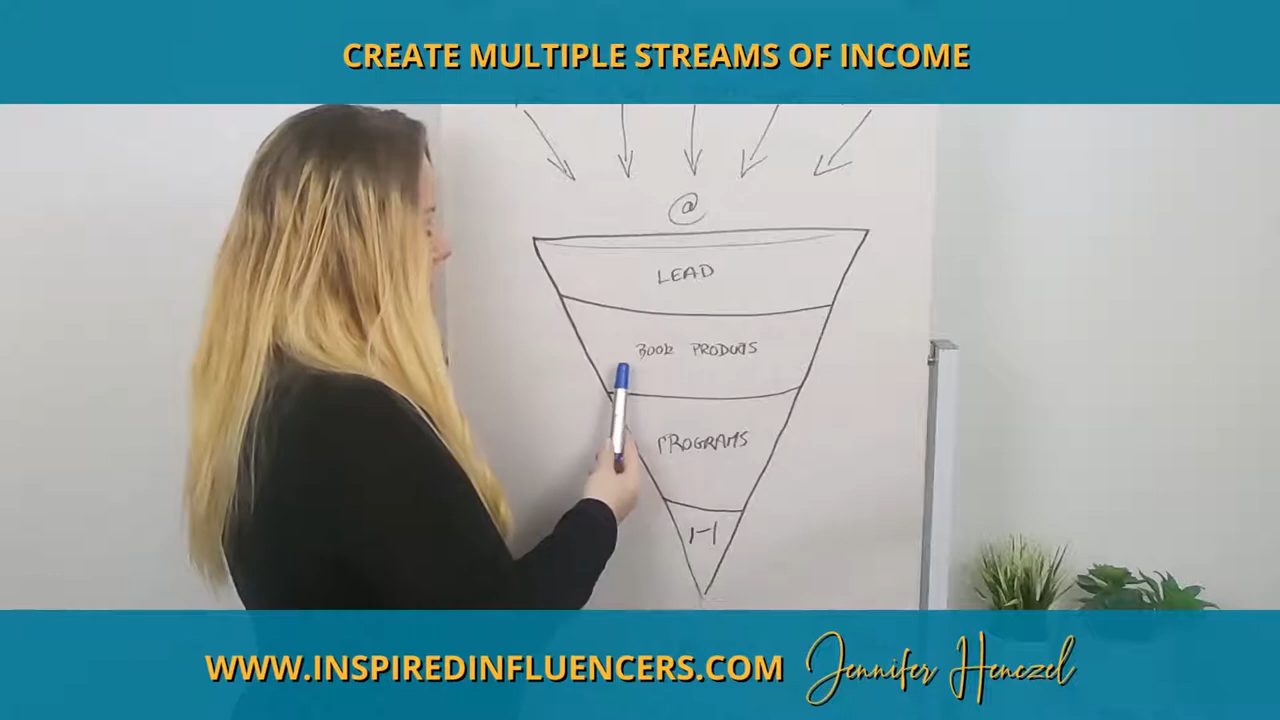 CREATE MULTIPLE STREAMS OF INCOME
@
LEAD
BOOK PRODUCTS
PROGRAMS
1-1
WWW.INSPIREDINFLUENCERS.COM Jennifer Henczel